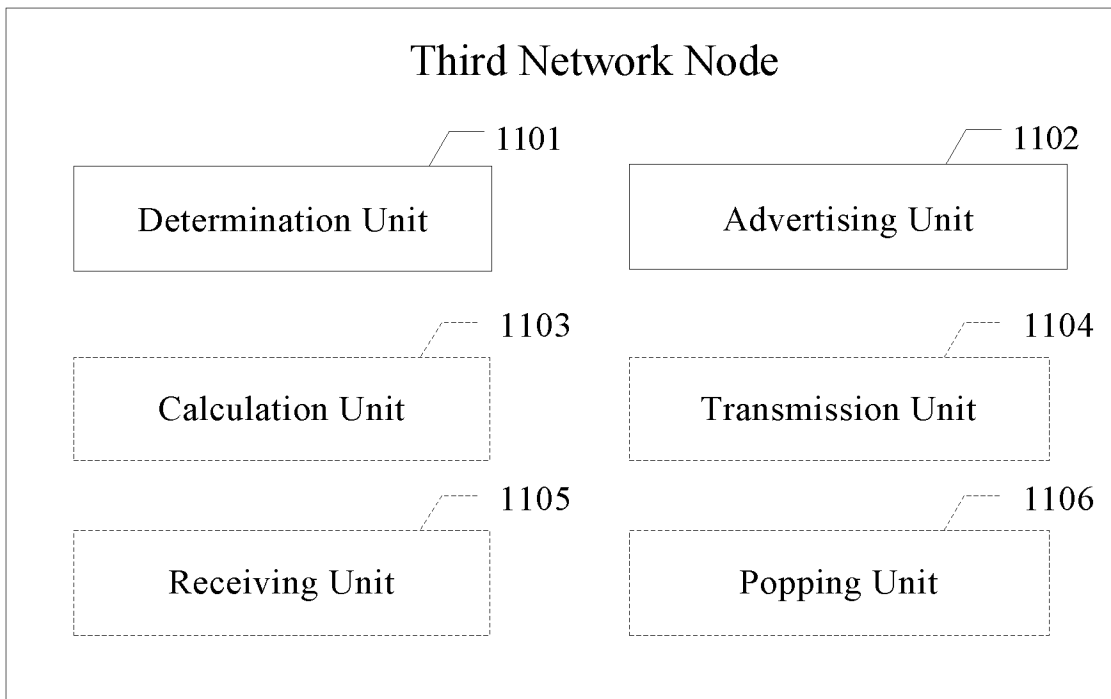 Third Network Node
1101
1102
Determination Unit
Advertising Unit
1103
1104
Calculation Unit
Transmission Unit
1105
1106
Receiving Unit
Popping Unit